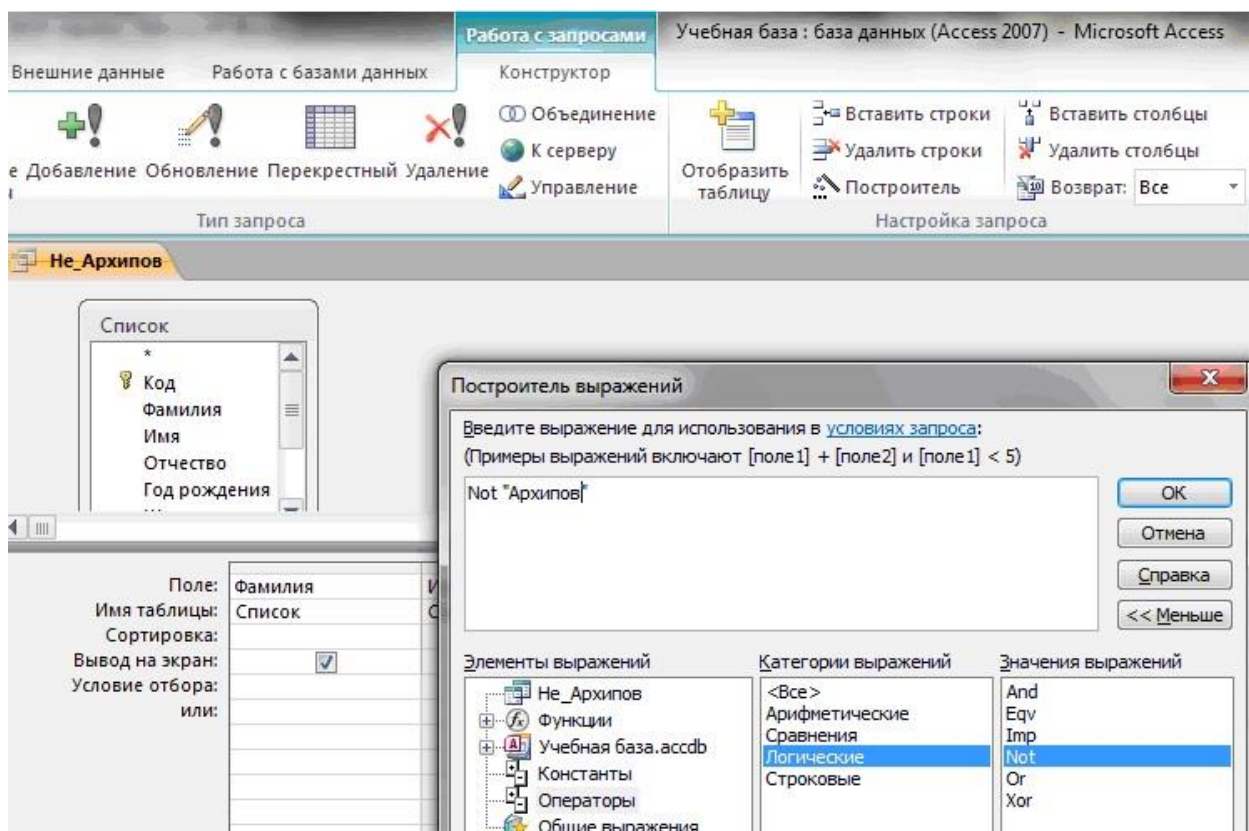 Работа с запросами
Учебная база : база данных (Access 2007) - Microsoft Access
Внешние данные
Работа с базами данных
Конструктор
Добавление
Обновление
Перекрестный
Удаление
Объединение
К серверу
Управление
Тип запроса
Отобразить
таблицу
Вставить строки
Удалить строки
Построитель
Вставить столбцы
Удалить столбцы
Возврат: Все
Настройка запроса
Не_Архипов
Список
*
Код
Фамилия
Имя
Отчество
Год рождения
Поле: Фамилия
Имя таблицы: Список
Сортировка:
Вывод на экран:
Условие отбора:
или:
Построитель выражений
Введите выражение для использования в условиях запроса:
(Примеры выражений включают [поле1] + [поле2] и [поле1] < 5)
Not "Архипов"
ОК
Отмена
Справка
<< Меньше
Элементы выражений
Не_Архипов
Функции
Учебная база.accdb
Константы
Операторы
Общие выражения
Категории выражений
<Все>
Арифметические
Сравнения
Логические
Строковые
Значения выражений
And
Eqv
Imp
Not
Or
Xor